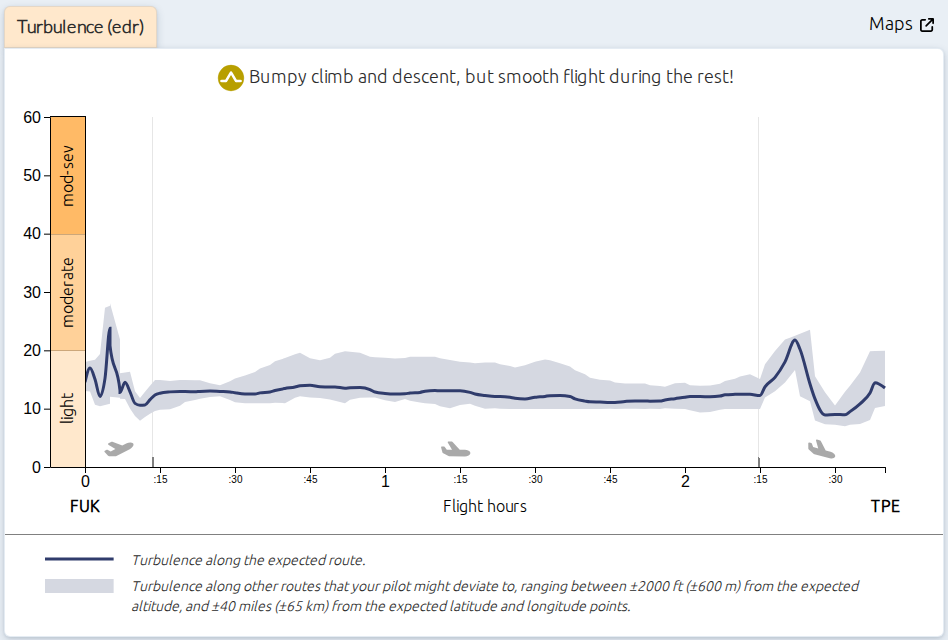 Turbulence (edr)
Maps
Bumpy climb and descent, but smooth flight during the rest!
60
50
40
30
20
10
0
mod-sev
moderate
light
0 :15 :30 :45 1 :15 :30 :45 2 :15 :30
FUK Flight hours TPE
Turbulence along the expected route.
Turbulence along other routes that your pilot might deviate to, ranging between ±2000 ft (±600 m) from the expected
altitude, and ±40 miles (±65 km) from the expected latitude and longitude points.